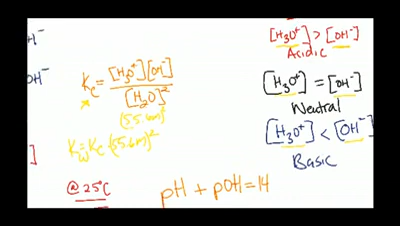 OH⁻
OH⁻
]
Kc = [H₃O⁺][OH⁻] / [H₂O]²
(55.6M)²
Kw = Kc × (55.6M)²
@ 25°C
pH + pOH = 14
[H₃O⁺] > [OH⁻]
Acidic
[H₃O⁺] = [OH⁻]
Neutral
[H₃O⁺] < [OH⁻]
Basic